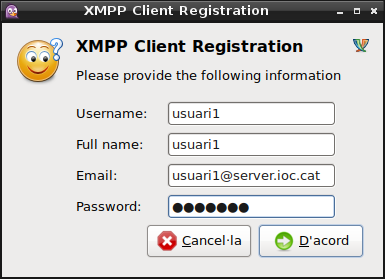 XMPP Client Registration
XMPP Client Registration
Please provide the following information
Username: usuari1
Full name: usuari1
Email: usuari1@server.ioc.cat
Password: ●●●●●●●
Cancel·la D'acord